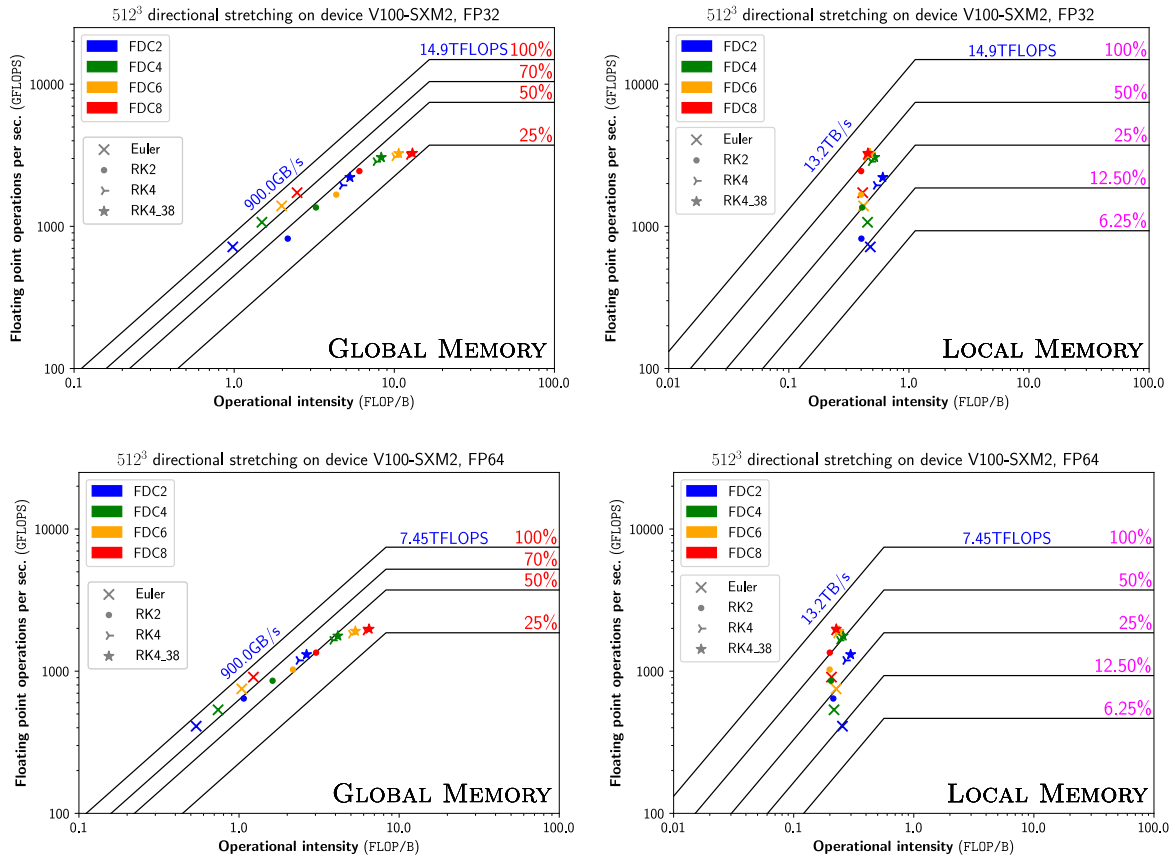 512³ directional stretching on device V100-SXM2, FP32
Floating point operations per sec. (GFLOPS)
10000
1000
100
FDC2
FDC4
FDC6
FDC8
Euler
RK2
RK4
RK4_38
900.0GB/s
14.9TFLOPS
100%
70%
50%
25%
GLOBAL MEMORY
0.1
1.0
10.0
100.0
Operational intensity (FLOP/B)
512³ directional stretching on device V100-SXM2, FP32
Floating point operations per sec. (GFLOPS)
10000
1000
100
FDC2
FDC4
FDC6
FDC8
Euler
RK2
RK4
RK4_38
13.2TB/s
14.9TFLOPS
100%
50%
25%
12.50%
6.25%
LOCAL MEMORY
0.01
0.1
1.0
10.0
100.0
Operational intensity (FLOP/B)
512³ directional stretching on device V100-SXM2, FP64
Floating point operations per sec. (GFLOPS)
10000
1000
100
FDC2
FDC4
FDC6
FDC8
Euler
RK2
RK4
RK4_38
900.0GB/s
7.45TFLOPS
100%
70%
50%
25%
GLOBAL MEMORY
0.1
1.0
10.0
100.0
Operational intensity (FLOP/B)
512³ directional stretching on device V100-SXM2, FP64
Floating point operations per sec. (GFLOPS)
10000
1000
100
FDC2
FDC4
FDC6
FDC8
Euler
RK2
RK4
RK4_38
13.2TB/s
7.45TFLOPS
100%
50%
25%
12.50%
6.25%
LOCAL MEMORY
0.01
0.1
1.0
10.0
100.0
Operational intensity (FLOP/B)